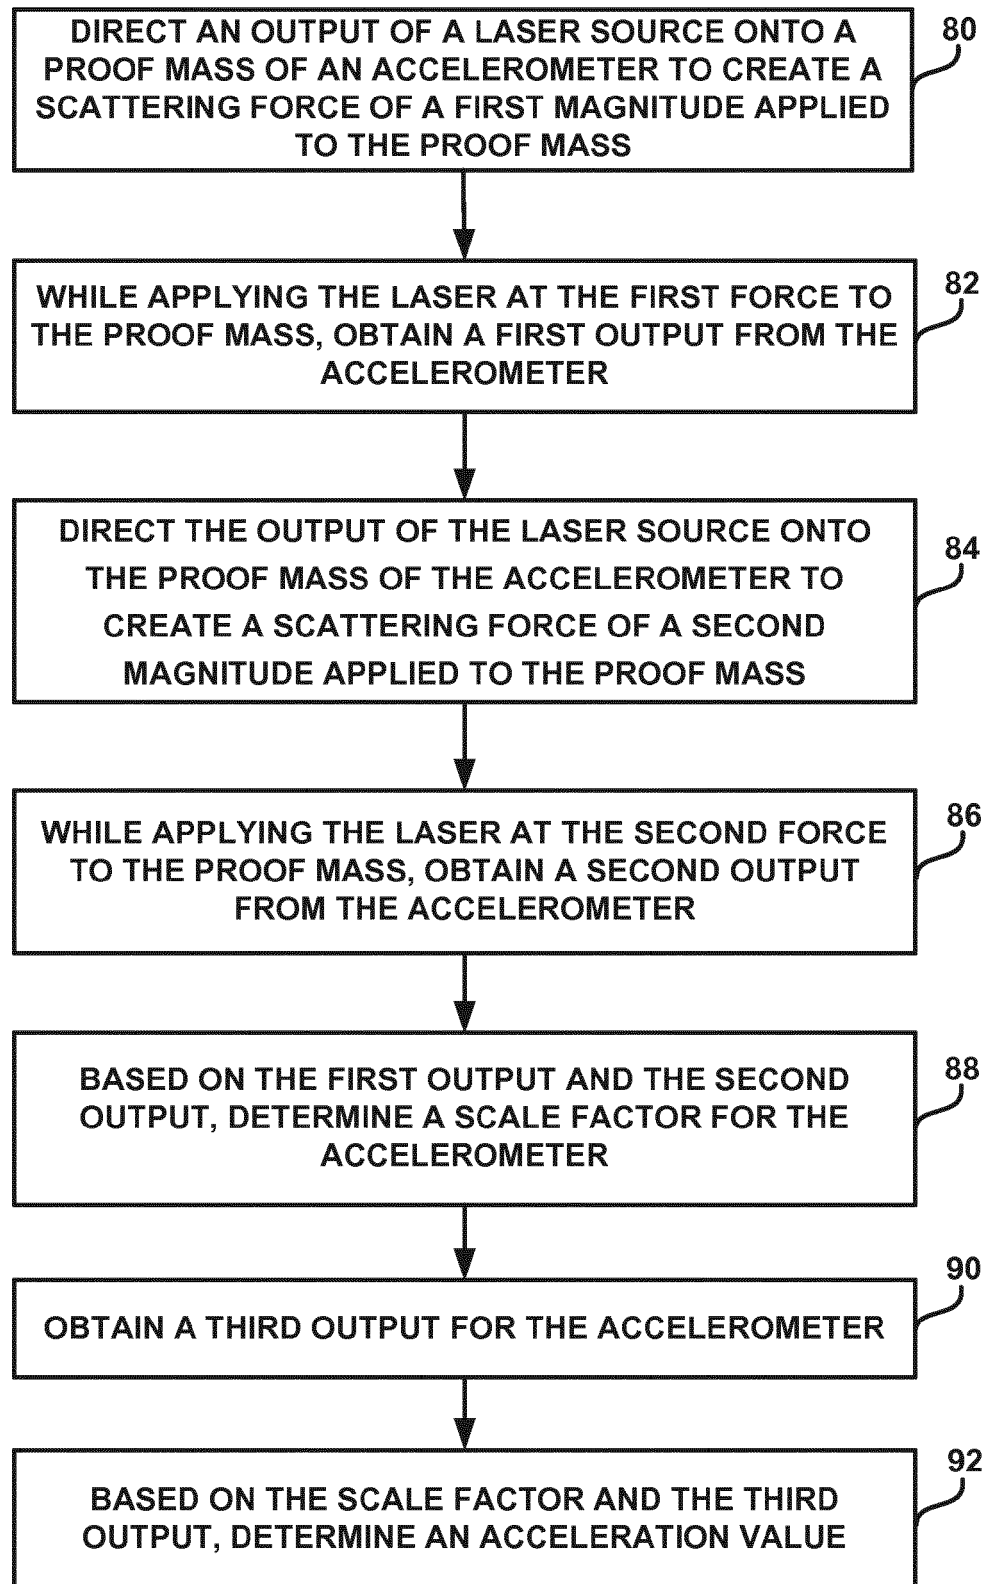 DIRECT AN OUTPUT OF A LASER SOURCE ONTO A
PROOF MASS OF AN ACCELEROMETER TO CREATE A
SCATTERING FORCE OF A FIRST MAGNITUDE APPLIED
TO THE PROOF MASS
80
WHILE APPLYING THE LASER AT THE FIRST FORCE TO
THE PROOF MASS, OBTAIN A FIRST OUTPUT FROM THE
ACCELEROMETER
82
DIRECT THE OUTPUT OF THE LASER SOURCE ONTO
THE PROOF MASS OF THE ACCELEROMETER TO
CREATE A SCATTERING FORCE OF A SECOND
MAGNITUDE APPLIED TO THE PROOF MASS
84
WHILE APPLYING THE LASER AT THE SECOND FORCE
TO THE PROOF MASS, OBTAIN A SECOND OUTPUT
FROM THE ACCELEROMETER
86
BASED ON THE FIRST OUTPUT AND THE SECOND
OUTPUT, DETERMINE A SCALE FACTOR FOR THE
ACCELEROMETER
88
OBTAIN A THIRD OUTPUT FOR THE ACCELEROMETER
90
BASED ON THE SCALE FACTOR AND THE THIRD
OUTPUT, DETERMINE AN ACCELERATION VALUE
92